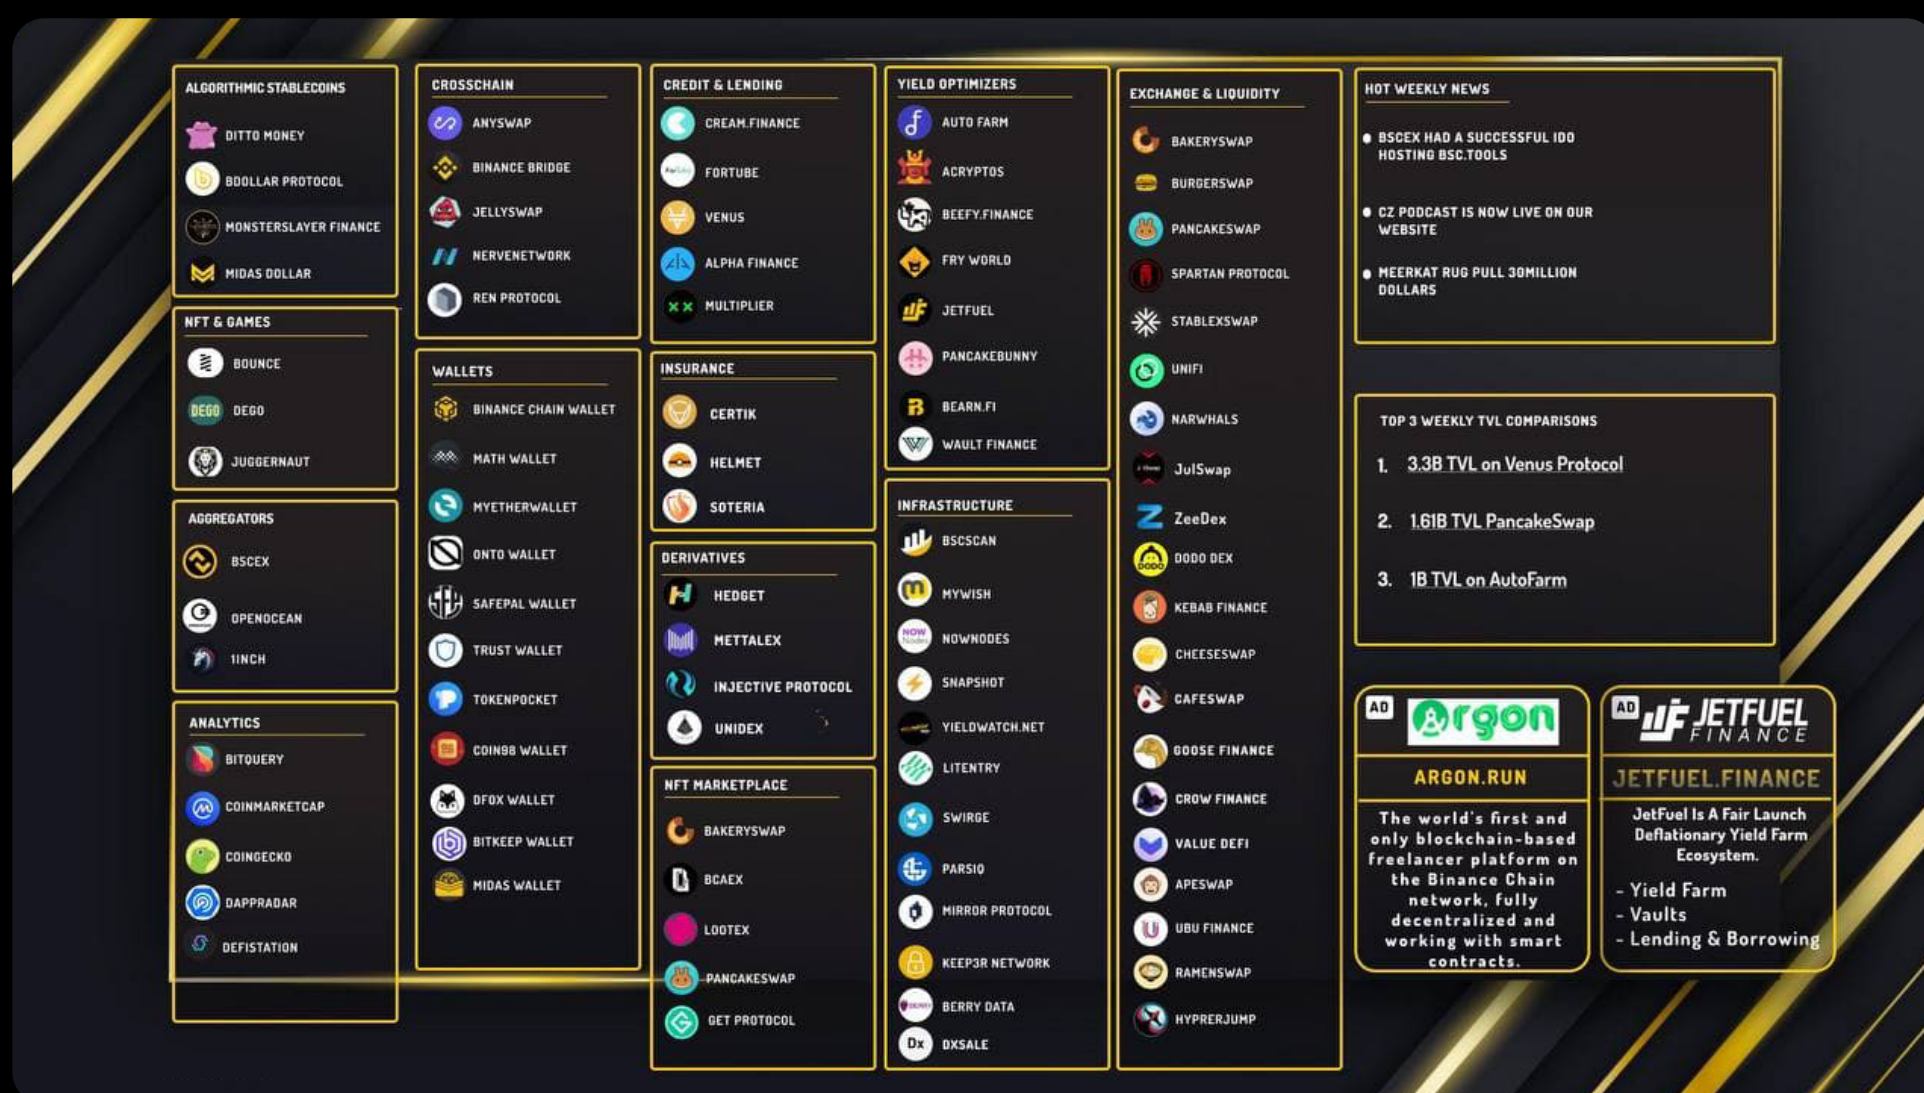 ALGORITHMIC STABLECOINS
DITTO MONEY
BDOLLAR PROTOCOL
MONSTERSLAYER FINANCE
MIDAS DOLLAR
NFT & GAMES
BOUNCE
DEGO
DEGO
JUGGERNAUT
AGGREGATORS
BSCEX
OPENOCEAN
1INCH
ANALYTICS
BITQUERY
COINMARKETCAP
COINGECKO
DAPPRADAR
DEFISTATION
CROSSCHAIN
ANYSWAP
BINANCE BRIDGE
JELLYSWAP
NERVENETWORK
REN PROTOCOL
WALLETS
BINANCE CHAIN WALLET
MATH WALLET
MYETHERWALLET
ONTO WALLET
SAFEPAL WALLET
TRUST WALLET
TOKENPOCKET
COIN98 WALLET
DFOX WALLET
BITKEEP WALLET
MIDAS WALLET
CREDIT & LENDING
CREAM.FINANCE
FORTUBE
VENUS
ALPHA FINANCE
MULTIPLIER
INSURANCE
CERTIK
HELMET
SOTERIA
DERIVATIVES
HEDGET
METTALEX
INJECTIVE PROTOCOL
UNIDEX
NFT MARKETPLACE
BAKERYSWAP
BCAEX
LOOTEX
PANCAKESWAP
GET PROTOCOL
YIELD OPTIMIZERS
AUTO FARM
ACRYPTOS
BEEFY.FINANCE
FRY WORLD
JETFUEL
PANCAKEBUNNY
BEARN.FI
WAULT FINANCE
INFRASTRUCTURE
BSCSCAN
MYWISH
NOW
Nodes
NOWNODES
SNAPSHOT
YIELDWATCH.NET
LITENTRY
SWIRGE
PARSIQ
MIRROR PROTOCOL
KEEP3R NETWORK
BERRY DATA
Dx
DXSALE
EXCHANGE & LIQUIDITY
BAKERYSWAP
BURGERSWAP
PANCAKESWAP
SPARTAN PROTOCOL
STABLEXSWAP
UNIFI
NARWHALS
JulSwap
ZeeDex
DODO
DODO DEX
KEBAB FINANCE
CHEESESWAP
CAFESWAP
GOOSE FINANCE
CROW FINANCE
VALUE DEFI
APESWAP
UBU FINANCE
RAMENSWAP
HYPRERJUMP
HOT WEEKLY NEWS
BSCEX HAD A SUCCESSFUL IDO
HOSTING BSC.TOOLS
CZ PODCAST IS NOW LIVE ON OUR
WEBSITE
MEERKAT RUG PULL 30MILLION
DOLLARS
TOP 3 WEEKLY TVL COMPARISONS
1. 3.3B TVL on Venus Protocol
2. 1.61B TVL PancakeSwap
3. 1B TVL on AutoFarm
AD
Argon
ARGON.RUN
The world's first and
only blockchain-based
freelancer platform on
the Binance Chain
network, fully
decentralized and
working with smart
contracts.
AD
JETFUEL
FINANCE
JETFUEL.FINANCE
JetFuel Is A Fair Launch
Deflationary Yield Farm
Ecosystem.
- Yield Farm
- Vaults
- Lending & Borrowing